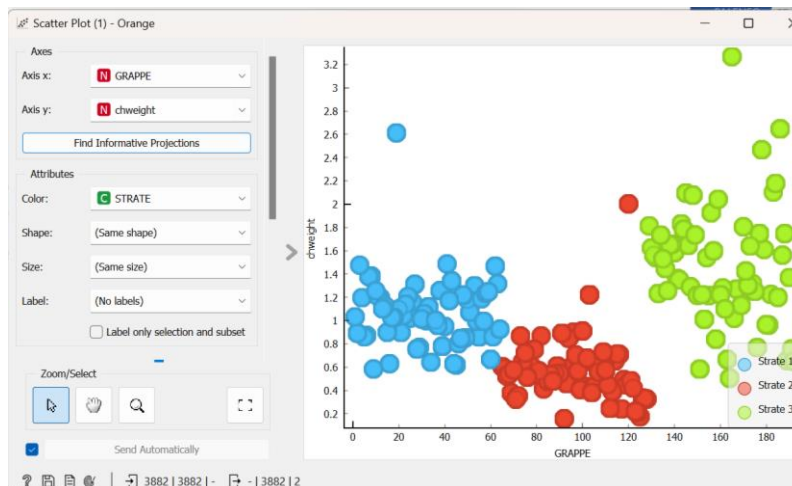 Scatter Plot (1) - Orange
Axes
Axis x: N GRAPPE
Axis y: N chweight
Find Informative Projections
Attributes
Color: C STRATE
Shape: (Same shape)
Size: (Same size)
Label: (No labels)
Label only selection and subset
Zoom/Select
Send Automatically
? 3882 | 3882 | - - | 3882 | 2
chweight
3.2
3
2.8
2.6
2.4
2.2
2
1.8
1.6
1.4
1.2
1
0.8
0.6
0.4
0.2
0 20 40 60 80 100 120 140 160 180
GRAPPE
Strate 1
Strate 2
Strate 3